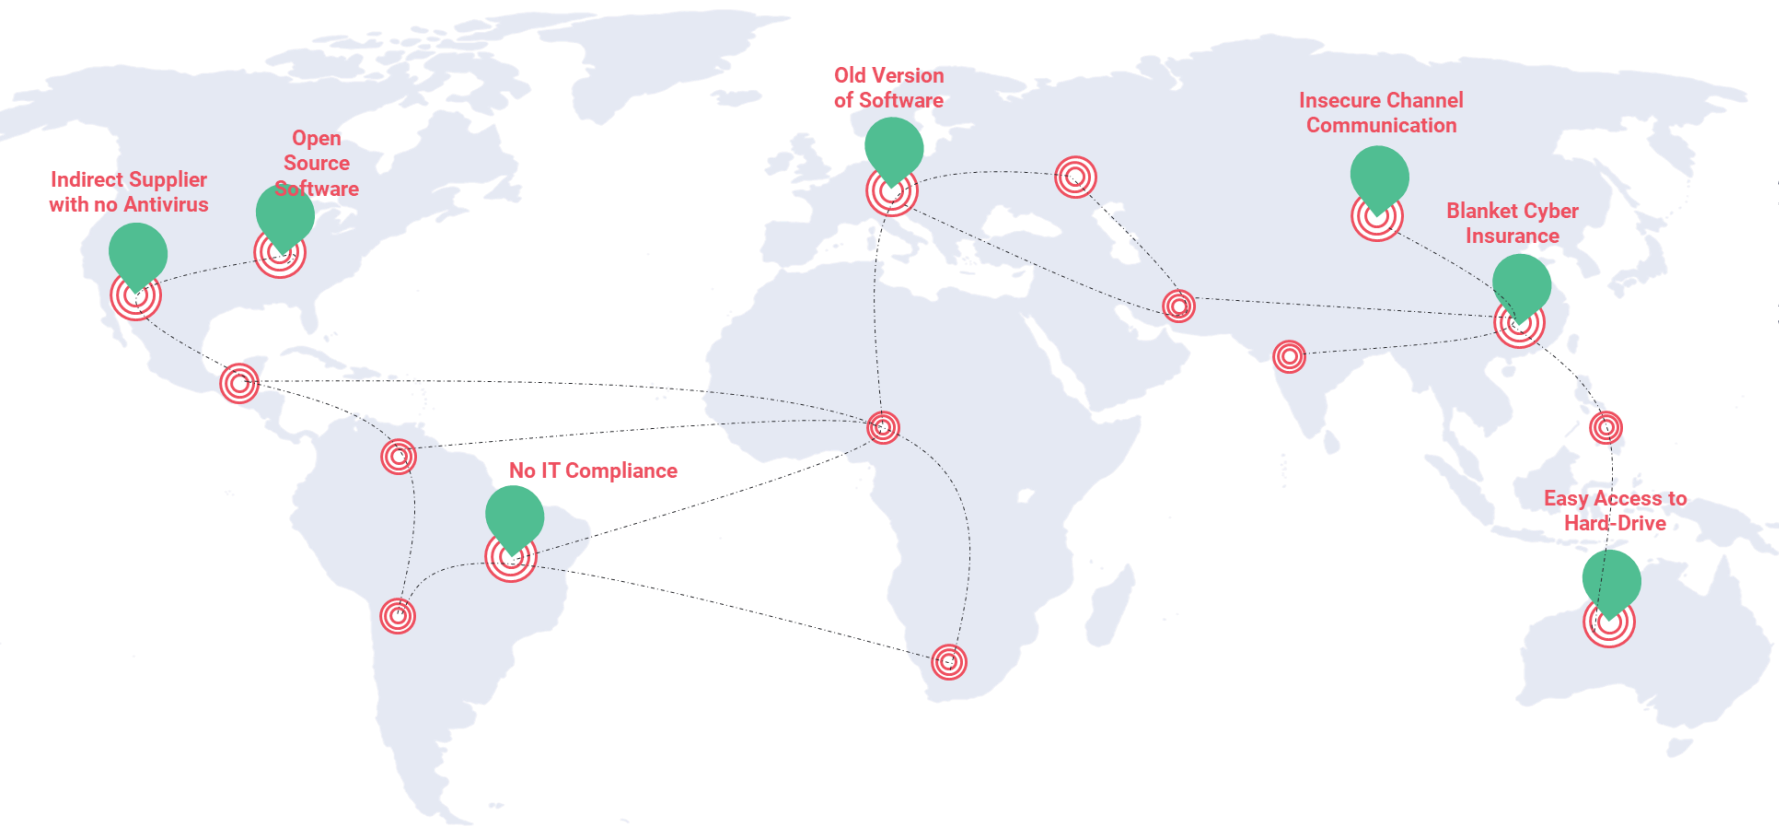 Old Version
of Software
Insecure Channel
Communication
Open
Source
Software
Indirect Supplier
with no Antivirus
Blanket Cyber
Insurance
No IT Compliance
Easy Access to
Hard-Drive